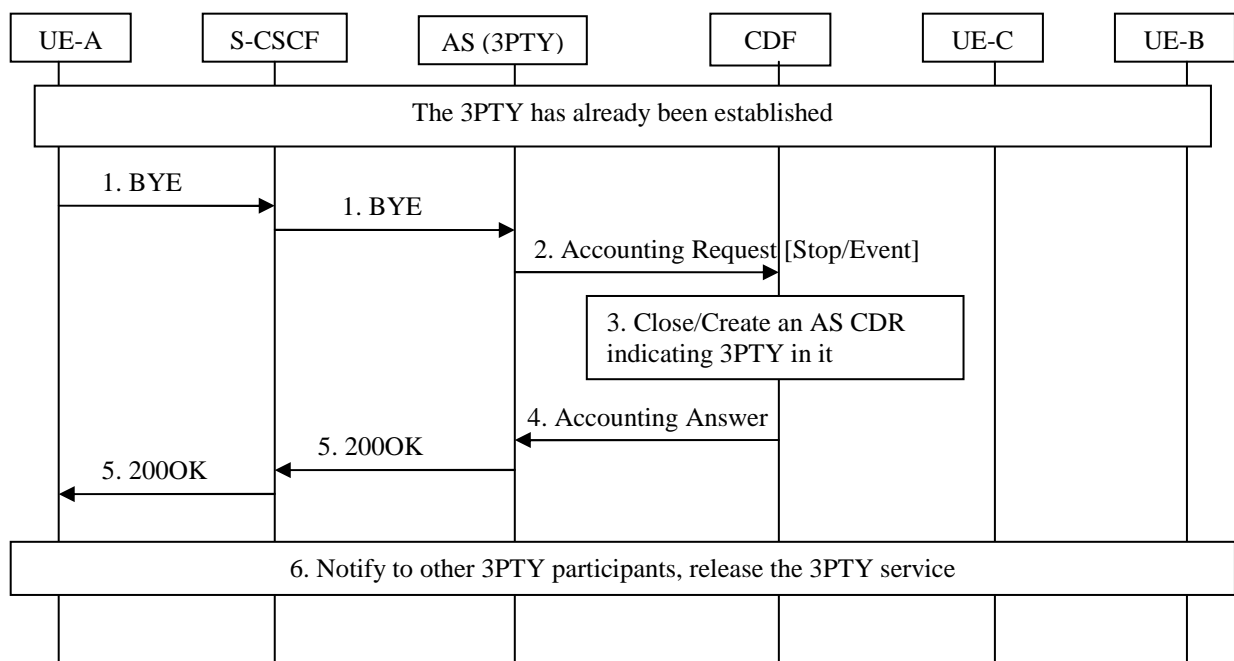 UE-A
S-CSCF
AS (3PTY)
CDF
UE-C
UE-B
The 3PTY has already been established
1. BYE
1. BYE
2. Accounting Request [Stop/Event]
3. Close/Create an AS CDR
indicating 3PTY in it
4. Accounting Answer
5. 200OK
5. 200OK
6. Notify to other 3PTY participants, release the 3PTY service